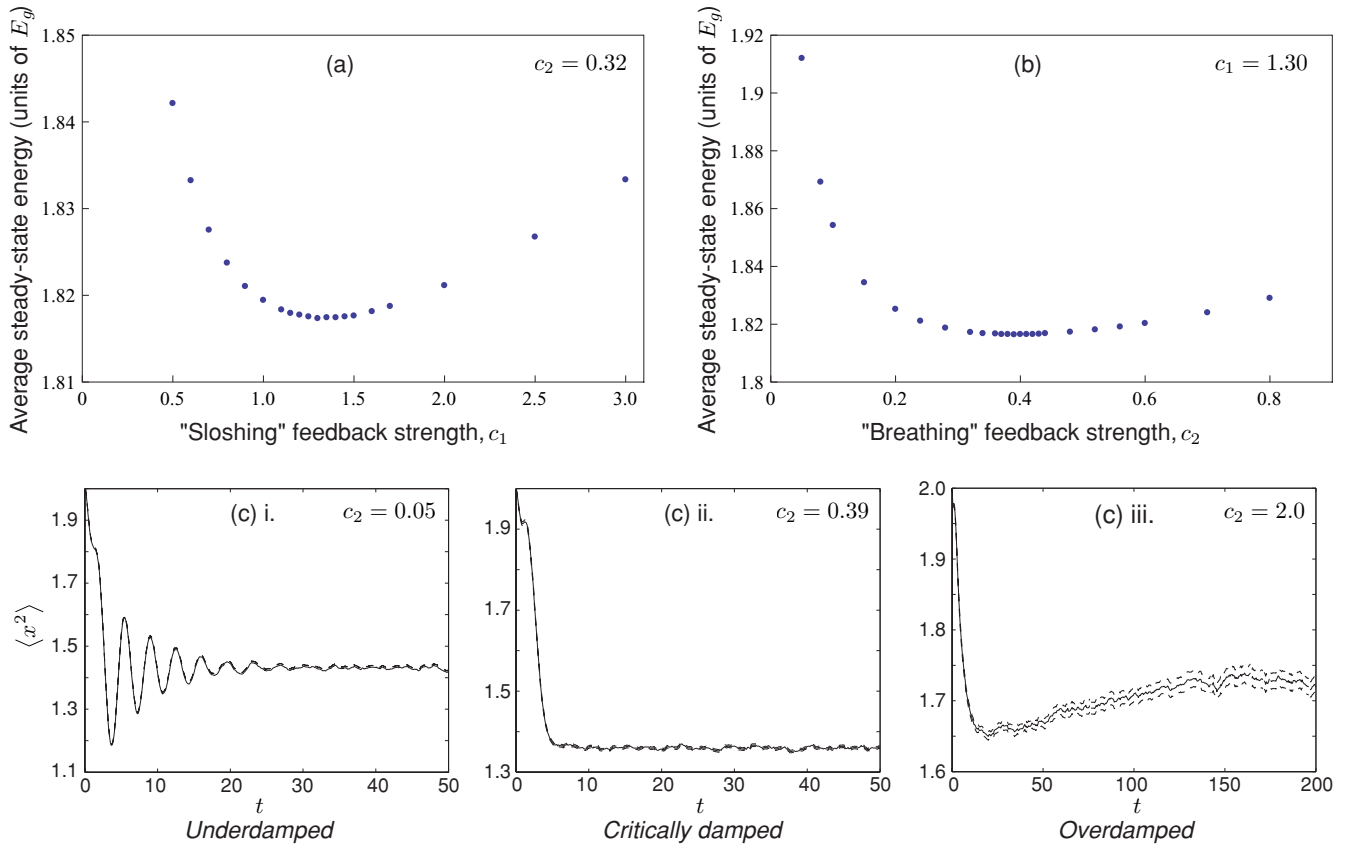 Average steady-state energy (units of E_g)
1.85
1.84
1.83
1.82
1.81
(a)
c_2 = 0.32
0
0.5
1.0
1.5
2.0
2.5
3.0
"Sloshing" feedback strength, c_1
Average steady-state energy (units of E_g)
1.92
1.9
1.88
1.86
1.84
1.82
1.8
(b)
c_1 = 1.30
0
0.2
0.4
0.6
0.8
"Breathing" feedback strength, c_2
⟨x^2⟩
1.9
1.7
1.5
1.3
1.1
(c) i.
c_2 = 0.05
0
10
20
30
40
50
t
Underdamped
1.9
1.7
1.5
1.3
(c) ii.
c_2 = 0.39
0
10
20
30
40
50
t
Critically damped
2.0
1.9
1.8
1.7
1.6
(c) iii.
c_2 = 2.0
0
50
100
150
200
t
Overdamped